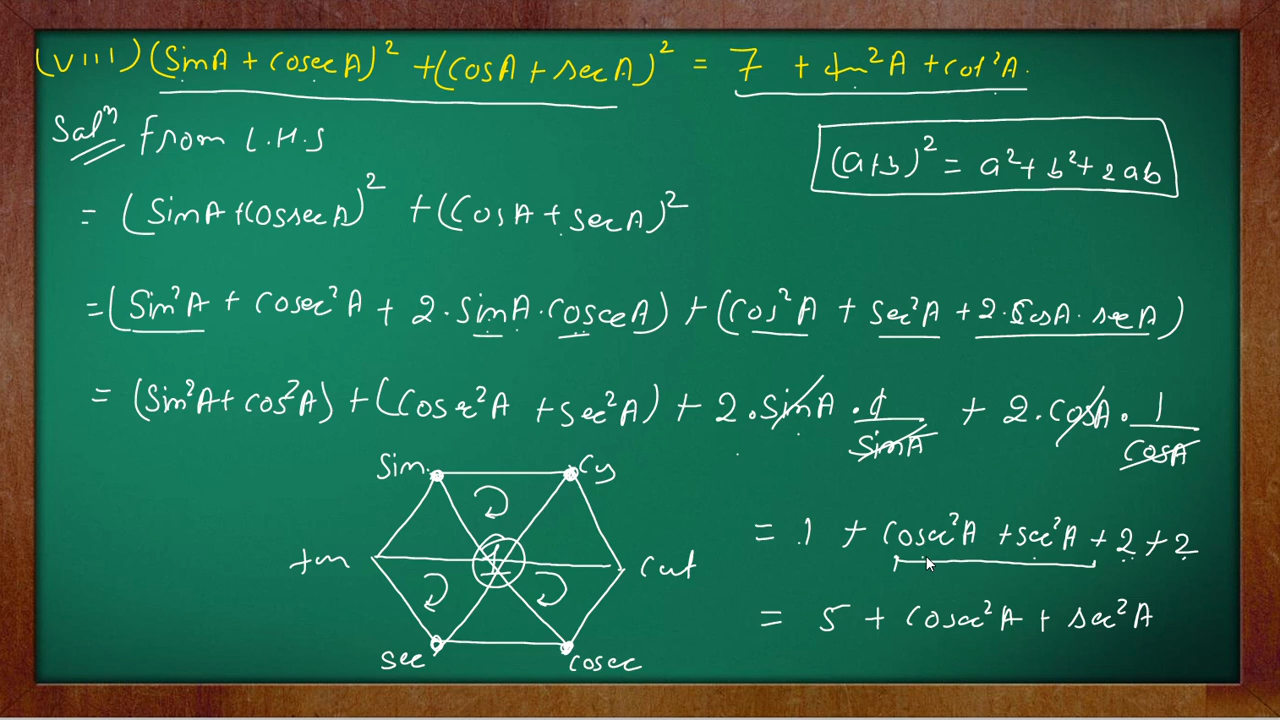 (VIII) (SinA + cosecA)² + (CosA + secA)² = 7 + tan²A + cot²A.
Solⁿ From L.H.S
(a+b)² = a² + b² + 2ab
= (SinA + CossecA)² + (CosA + secA)²
= (Sin²A + Cosec²A + 2·sinA·CosecA) + (Cos²A + sec²A + 2·CosA·secA)
= (Sin²A + cos²A) + (Cosec²A + sec²A) + 2·SinA·1/SinA + 2·CosA·1/CosA
Sin Cos
tan 1 Cot
sec Cosec
= 1 + Cosec²A + sec²A + 2 + 2
= 5 + Cosec²A + sec²A